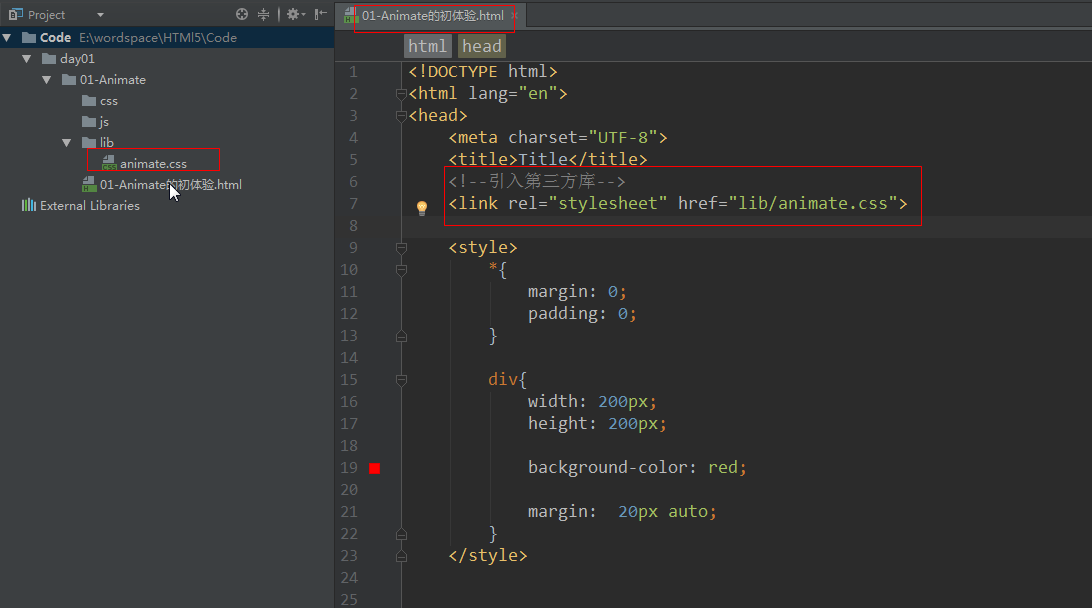 Project
Code E:\wordspace\HTMl5\Code
day01
01-Animate
css
js
lib
animate.css
01-Animate的初体验.html
External Libraries
01-Animate的初体验.html
html head
1 <!DOCTYPE html>
2 <html lang="en">
3 <head>
4 <meta charset="UTF-8">
5 <title>Title</title>
6 <!--引入第三方库-->
7 <link rel="stylesheet" href="lib/animate.css">
8
9 <style>
10 *{
11 margin: 0;
12 padding: 0;
13 }
14
15 div{
16 width: 200px;
17 height: 200px;
18
19 background-color: red;
20
21 margin:  20px auto;
22 }
23 </style>
24
25